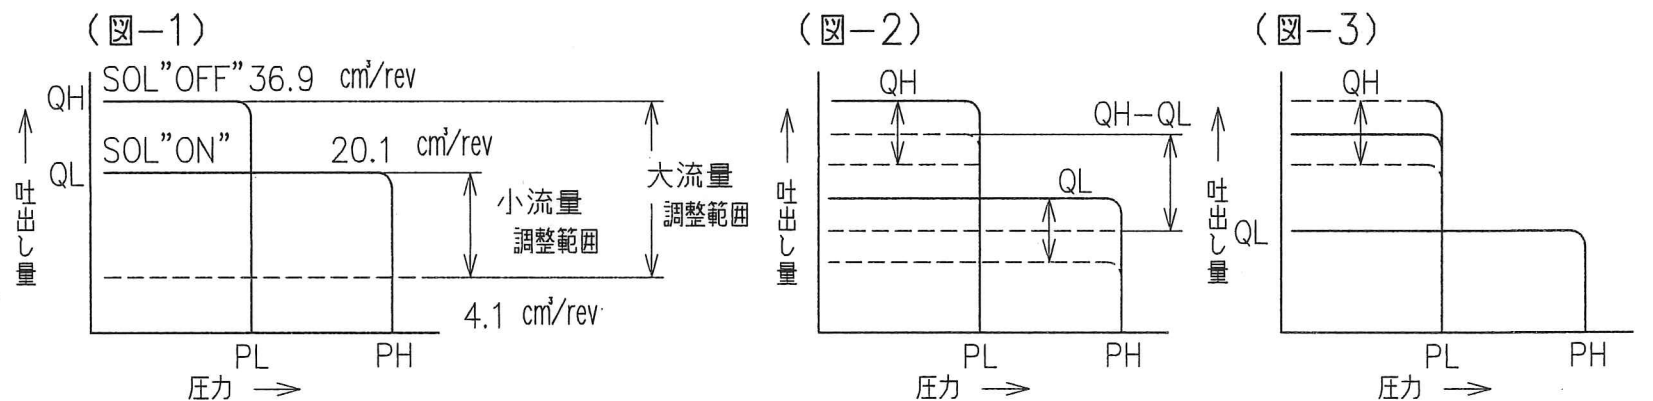 (図-1)
SOL"OFF" 36.9 cm³/rev
QH
SOL"ON"
20.1 cm³/rev
QL
大流量
調整範囲
小流量
調整範囲
4.1 cm³/rev
吐出し量
PL
PH
圧力
(図-2)
QH
QH-QL
QL
吐出し量
PL
PH
圧力
(図-3)
QH
QL
吐出し量
PL
PH
圧力